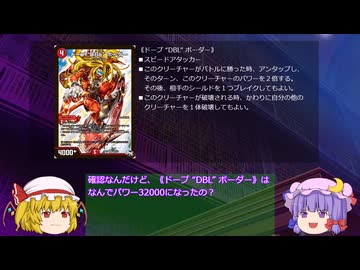 《ドープ “DBL” ボーダー》
■スピードアタッカー
■このクリーチャーがバトルに勝った時、アンタップし、
そのターン、このクリーチャーのパワーを2倍する。
その後、相手のシールドを1つブレイクしてもよい。
■このクリーチャーが破壊される時、かわりに自分の他の
クリーチャーを1体破壊してもよい。
4000+
確認なんだけど、《ドープ “DBL” ボーダー》は
なんでパワー32000になったの?